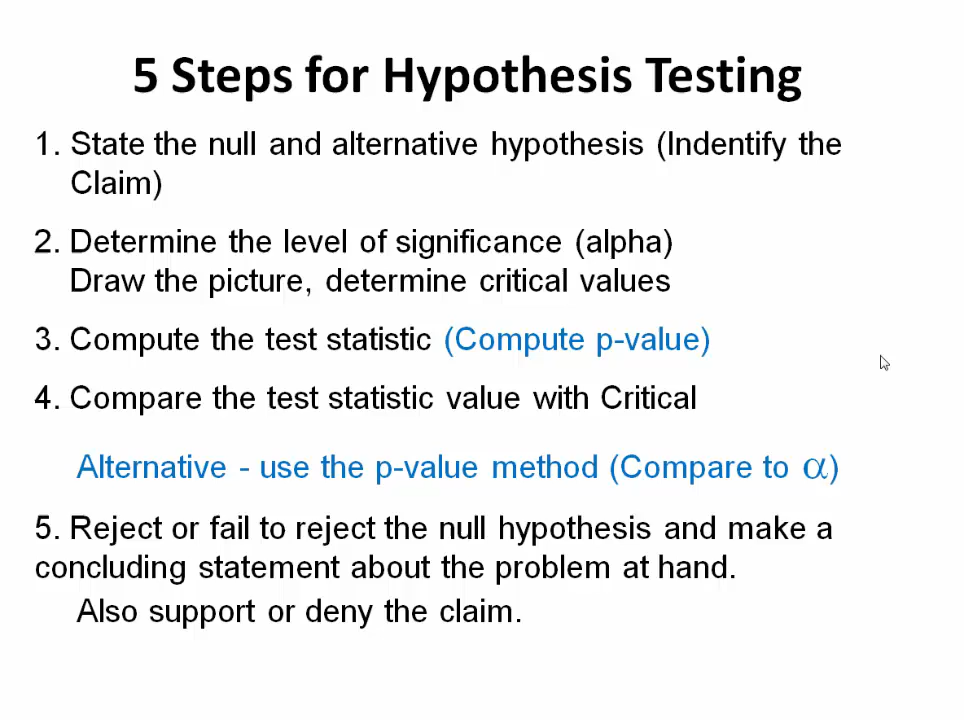 5 Steps for Hypothesis Testing
1. State the null and alternative hypothesis (Indentify the
Claim)
2. Determine the level of significance (alpha)
Draw the picture, determine critical values
3. Compute the test statistic (Compute p-value)
4. Compare the test statistic value with Critical
Alternative - use the p-value method (Compare to α)
5. Reject or fail to reject the null hypothesis and make a
concluding statement about the problem at hand.
Also support or deny the claim.